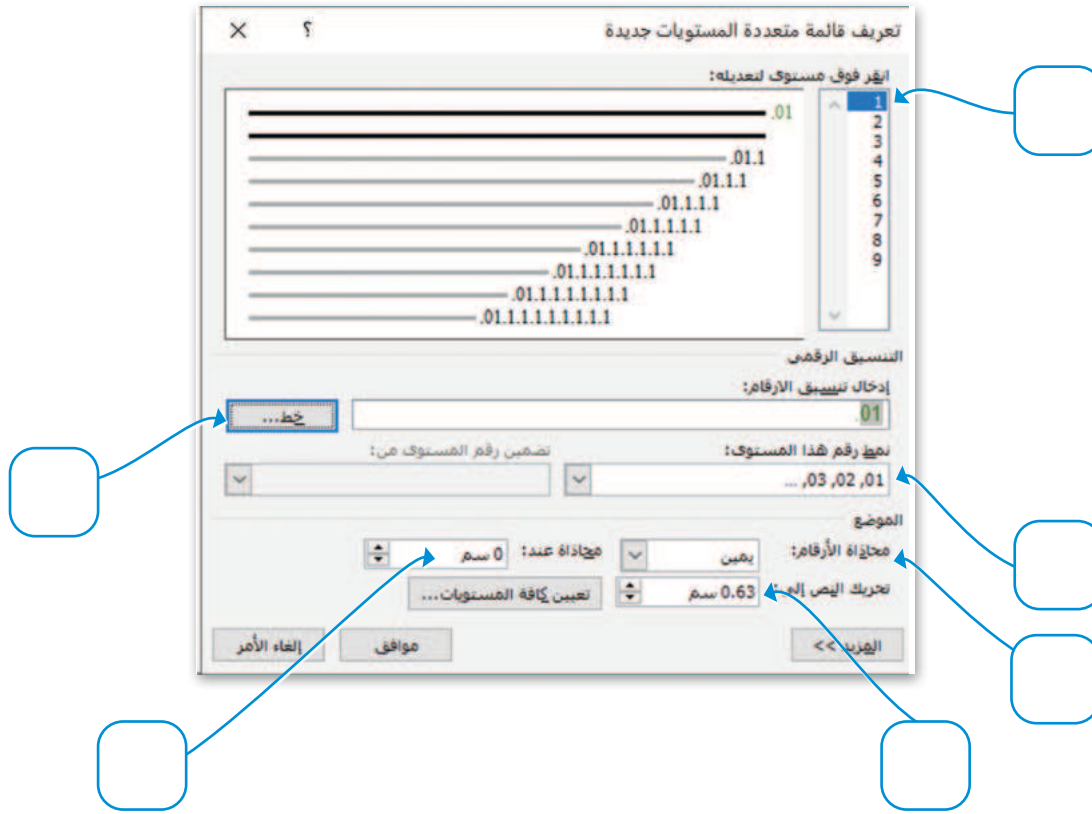 تعريف قائمة متعددة المستويات جديدة ؟ ×
انقر فوق مستوى لتعديله:
1
2
3
4
5
6
7
8
9
01.
01.1.
01.1.1.
01.1.1.1.
01.1.1.1.1.
01.1.1.1.1.1.
01.1.1.1.1.1.1.
01.1.1.1.1.1.1.1.
01.1.1.1.1.1.1.1.1.
التنسيق الرقمي
إدخال تنسيق الأرقام:
01. خط...
نمط رقم هذا المستوى: تضمين رقم المستوى من:
01, 02, 03, ...
الموضع
محاذاة الأرقام: يمين محاذاة عند: 0 سم
تحريك النص إلى: 0.63 سم تعيين كافة المستويات...
المزيد >> موافق إلغاء الأمر